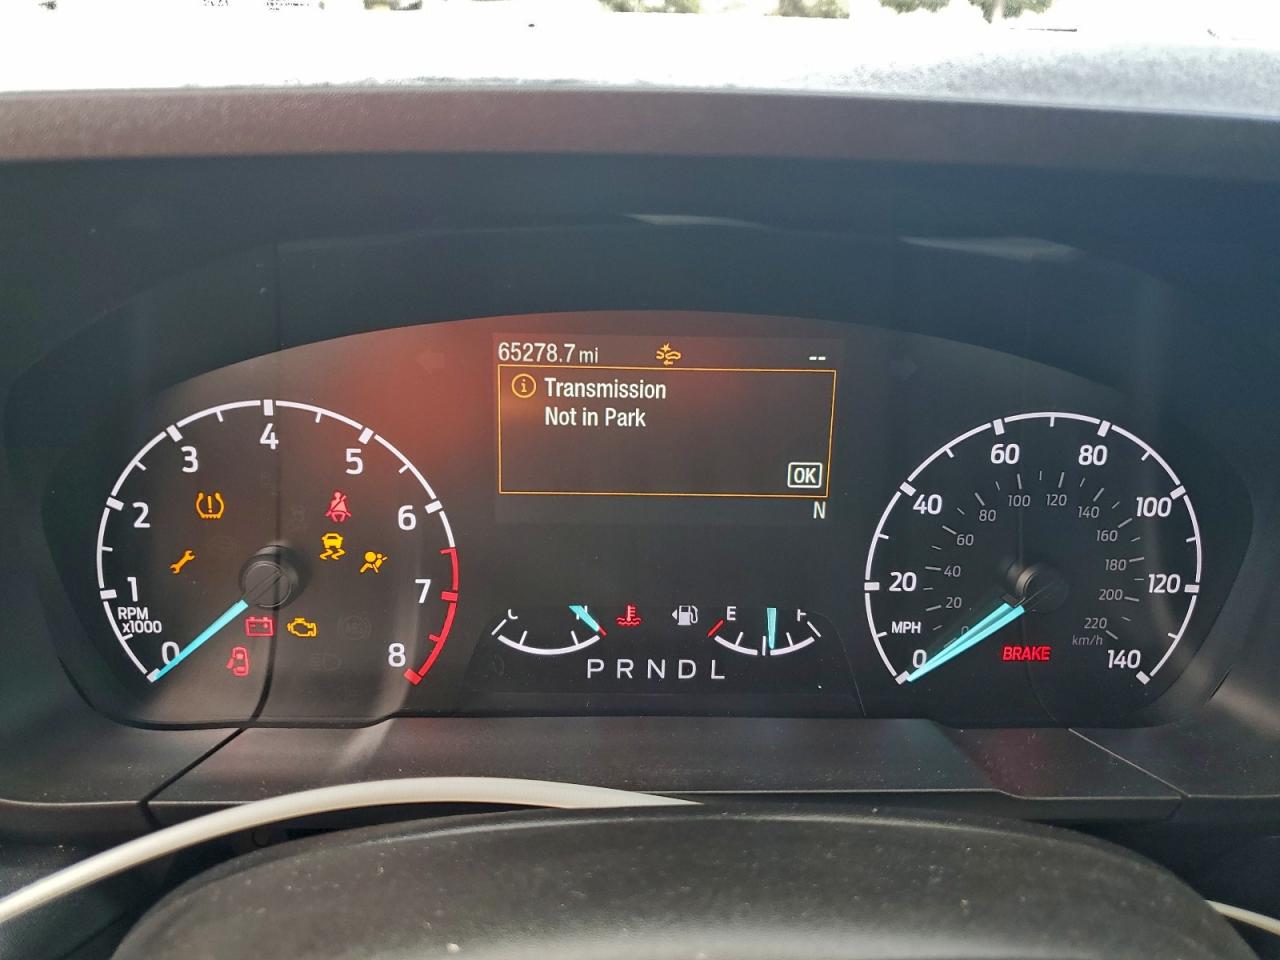 65278.7 mi --
Transmission
Not in Park
OK
N
0 1 2 3 4 5 6 7 8
RPM
x1000
0 20 40 60 80 100 120 140
MPH
0 20 40 60 80 100 120 140 160 180 200 220
km/h
BRAKE
C
E
P R N D L